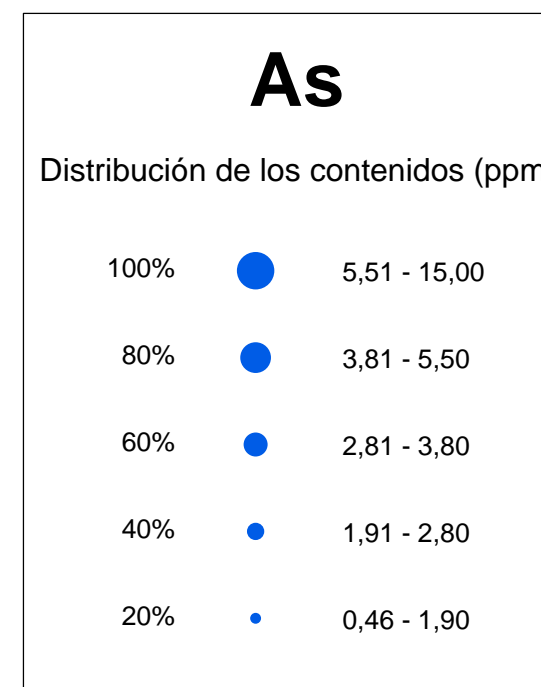 As
Distribución de los contenidos (ppm
100% 5,51 - 15,00
80% 3,81 - 5,50
60% 2,81 - 3,80
40% 1,91 - 2,80
20% 0,46 - 1,90